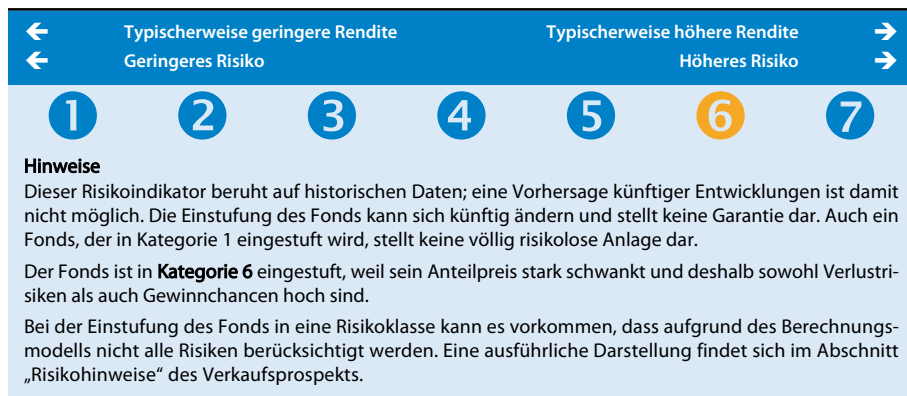 ← Typischerweise geringere Rendite Typischerweise höhere Rendite →
← Geringeres Risiko Höheres Risiko →
1 2 3 4 5 6 7
Hinweise
Dieser Risikoindikator beruht auf historischen Daten; eine Vorhersage künftiger Entwicklungen ist damit
nicht möglich. Die Einstufung des Fonds kann sich künftig ändern und stellt keine Garantie dar. Auch ein
Fonds, der in Kategorie 1 eingestuft wird, stellt keine völlig risikolose Anlage dar.
Der Fonds ist in Kategorie 6 eingestuft, weil sein Anteilpreis stark schwankt und deshalb sowohl Verlustri-
siken als auch Gewinnchancen hoch sind.
Bei der Einstufung des Fonds in eine Risikoklasse kann es vorkommen, dass aufgrund des Berechnungs-
modells nicht alle Risiken berücksichtigt werden. Eine ausführliche Darstellung findet sich im Abschnitt
„Risikohinweise“ des Verkaufsprospekts.